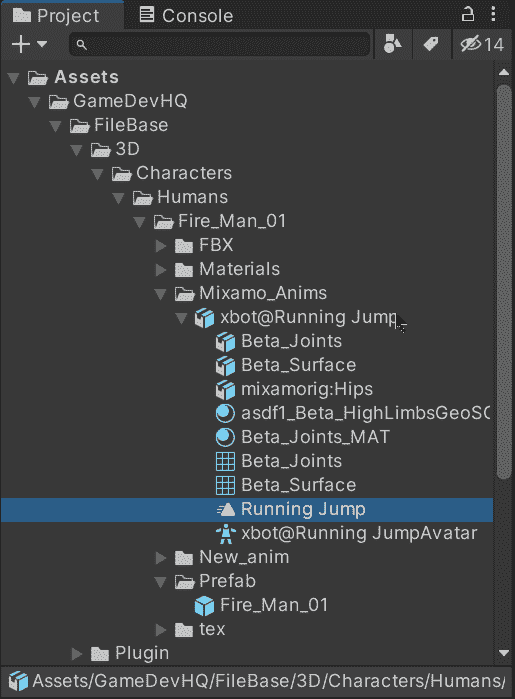 Project Console
14
Assets
GameDevHQ
FileBase
3D
Characters
Humans
Fire_Man_01
FBX
Materials
Mixamo_Anims
xbot@Running Jump
Beta_Joints
Beta_Surface
mixamorig:Hips
asdf1_Beta_HighLimbsGeoSG
Beta_Joints_MAT
Beta_Joints
Beta_Surface
Running Jump
xbot@Running JumpAvatar
New_anim
Prefab
Fire_Man_01
tex
Plugin
Assets/GameDevHQ/FileBase/3D/Characters/Humans/